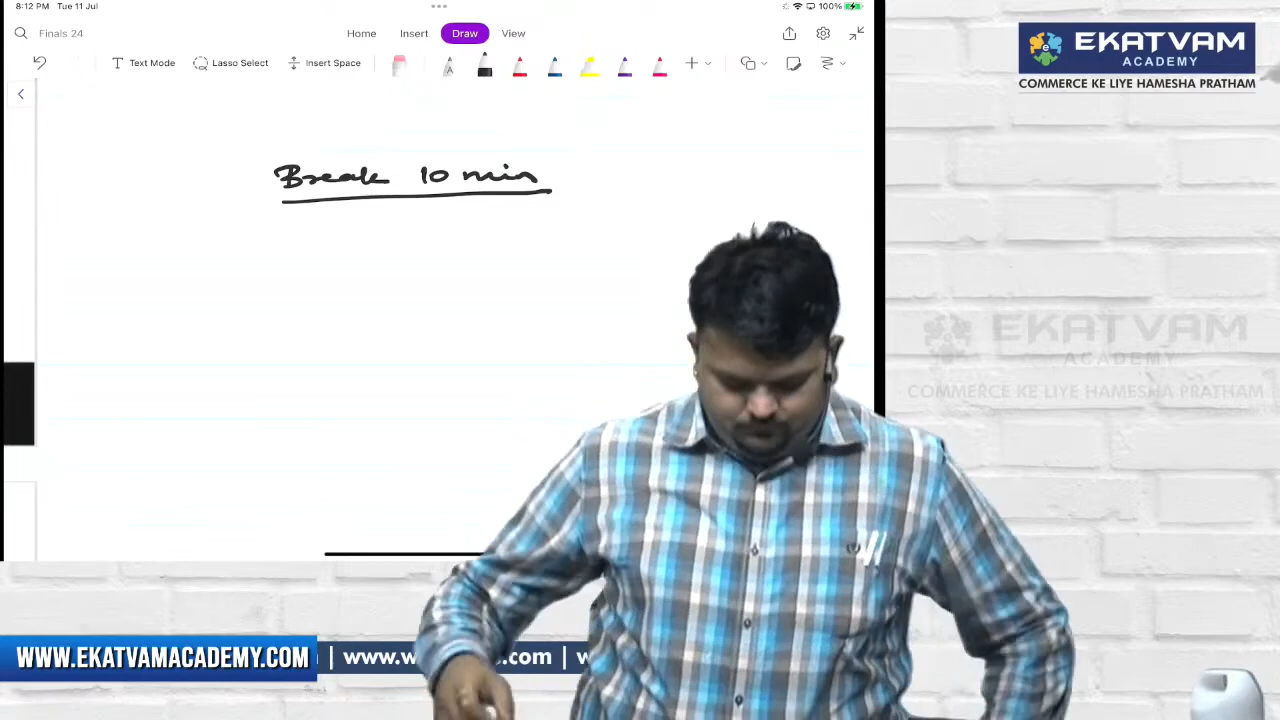 8:12 PM Tue 11 Jul
100%
Finals 24
Home Insert Draw View
Text Mode Lasso Select Insert Space
A
Break 10 min
EKATVAM
ACADEMY
COMMERCE KE LIYE HAMESHA PRATHAM
EKATVAM
ACADEMY
COMMERCE KE LIYE HAMESHA PRATHAM
WWW.EKATVAMACADEMY.COM